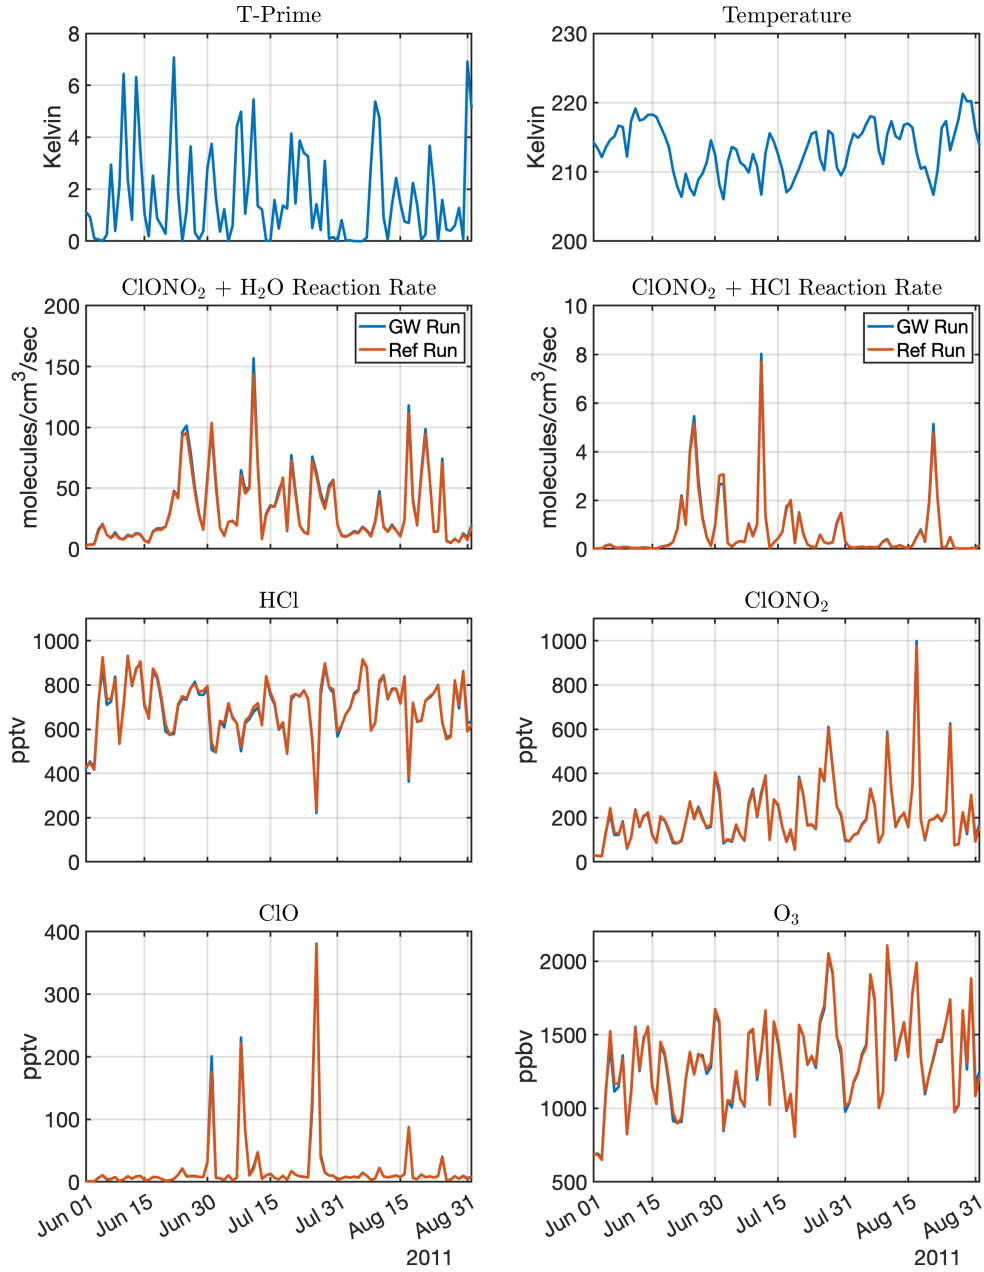 T-Prime
Kelvin
8
6
4
2
0
Temperature
Kelvin
230
220
210
200
ClONO₂ + H₂O Reaction Rate
molecules/cm³/sec
200
150
100
50
0
GW Run
Ref Run
ClONO₂ + HCl Reaction Rate
molecules/cm³/sec
10
8
6
4
2
0
GW Run
Ref Run
HCl
pptv
1000
800
600
400
200
0
ClONO₂
pptv
1000
800
600
400
200
0
ClO
pptv
400
300
200
100
0
Jun 01
Jun 15
Jun 30
Jul 15
Jul 31
Aug 15
Aug 31
2011
O₃
ppbv
2000
1500
1000
500
Jun 01
Jun 15
Jun 30
Jul 15
Jul 31
Aug 15
Aug 31
2011